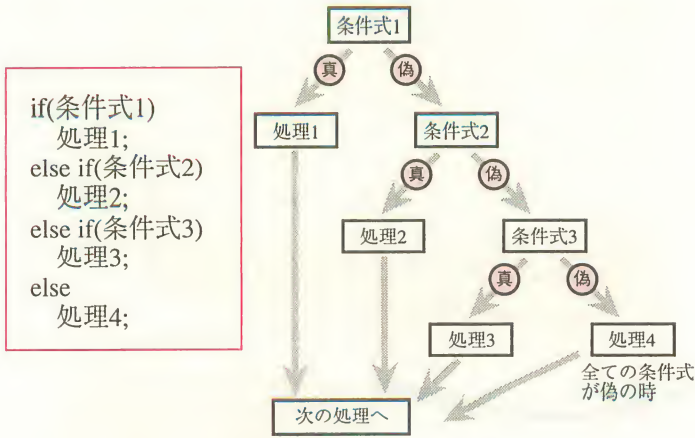 if(条件式1)
処理1;
else if(条件式2)
処理2;
else if(条件式3)
処理3;
else
処理4;
条件式1
真
偽
処理1
条件式2
真
偽
処理2
条件式3
真
偽
処理3
処理4
全ての条件式
が偽の時
次の処理へ